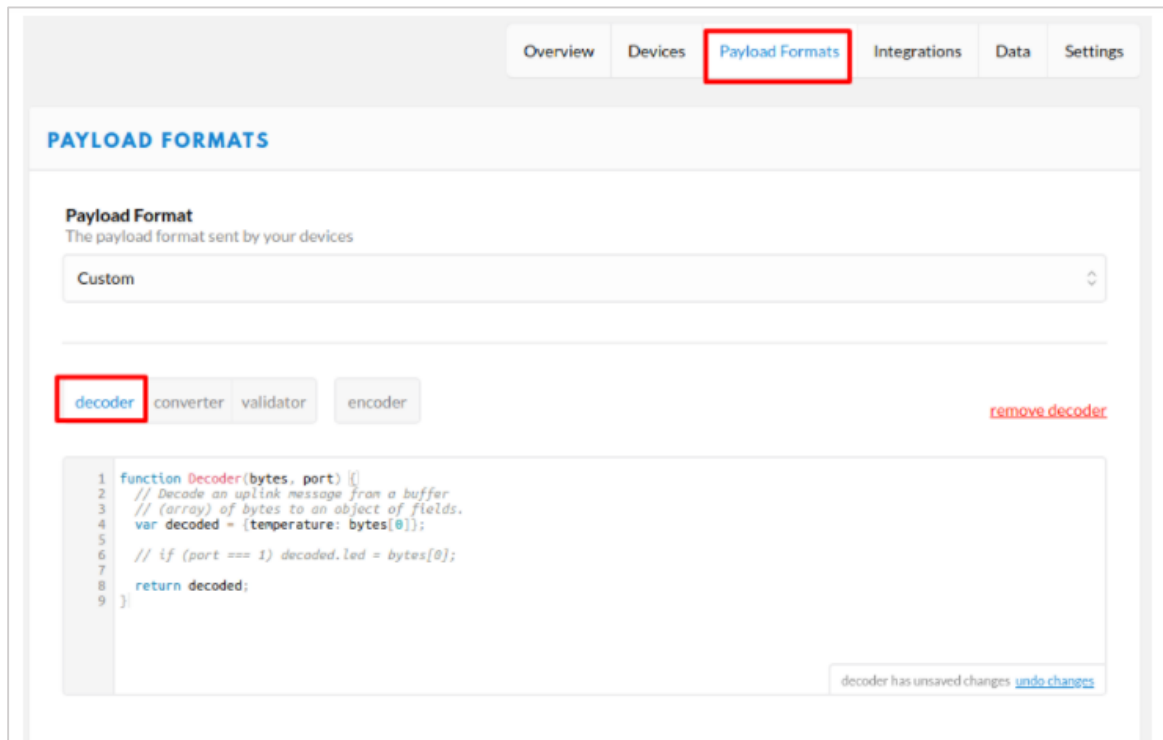 Overview Devices Payload Formats Integrations Data Settings
PAYLOAD FORMATS
Payload Format
The payload format sent by your devices
Custom
decoder converter validator encoder
remove decoder
1 function Decoder(bytes, port) {
2 // Decode an uplink message from a buffer
3 // (array) of bytes to an object of fields.
4 var decoded = {temperature: bytes[0]};
5
6 // if (port === 1) decoded.led = bytes[0];
7
8 return decoded;
9 }
decoder has unsaved changes undo changes